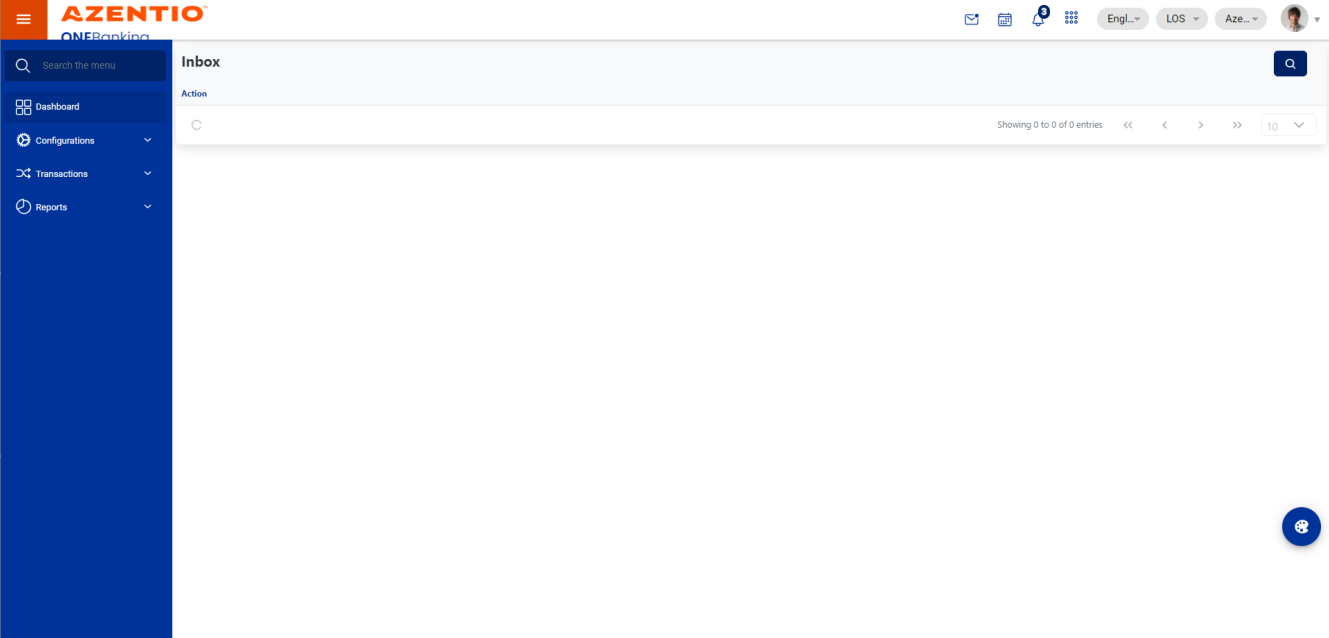 AZENTIO™
ONEBanking
3
Engl...
LOS
Aze...
Search the menu
Dashboard
Configurations
Transactions
Reports
Inbox
Action
Showing 0 to 0 of 0 entries
10